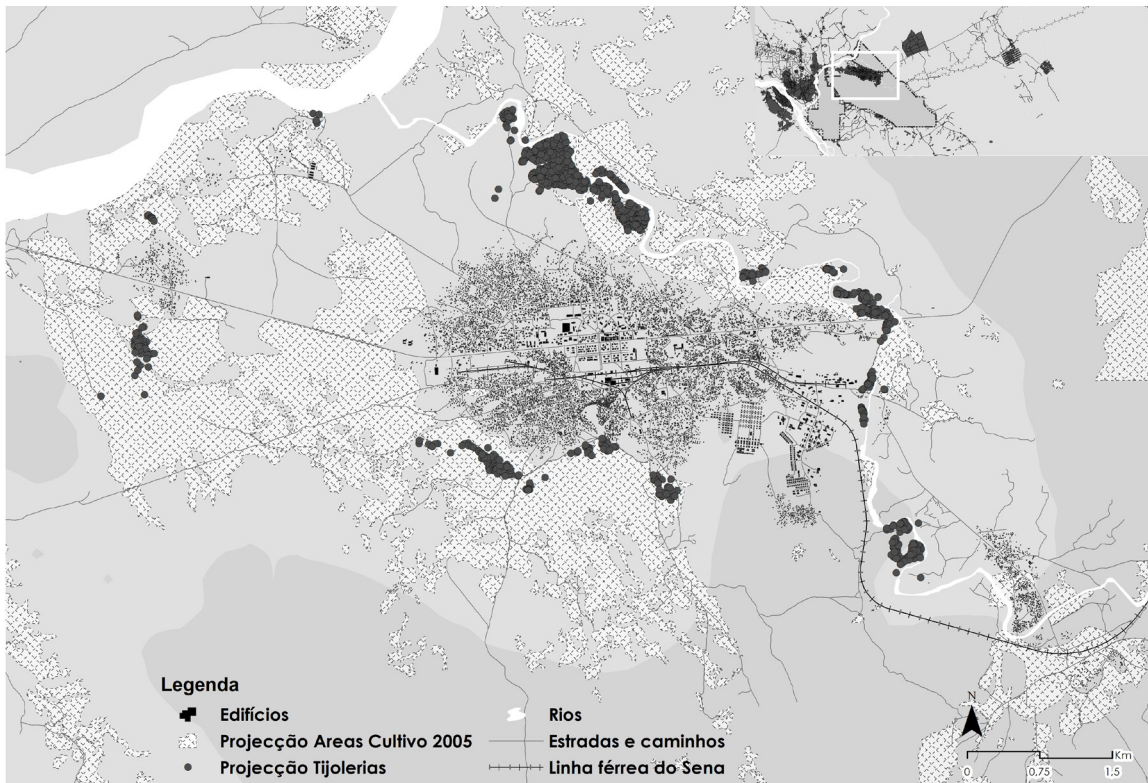 Legenda
Edifícios
Projecção Areas Cultivo 2005
Projecção Tijolerias
Rios
Estradas e caminhos
Linha férrea do Sena
N
Km
0 0,75 1,5